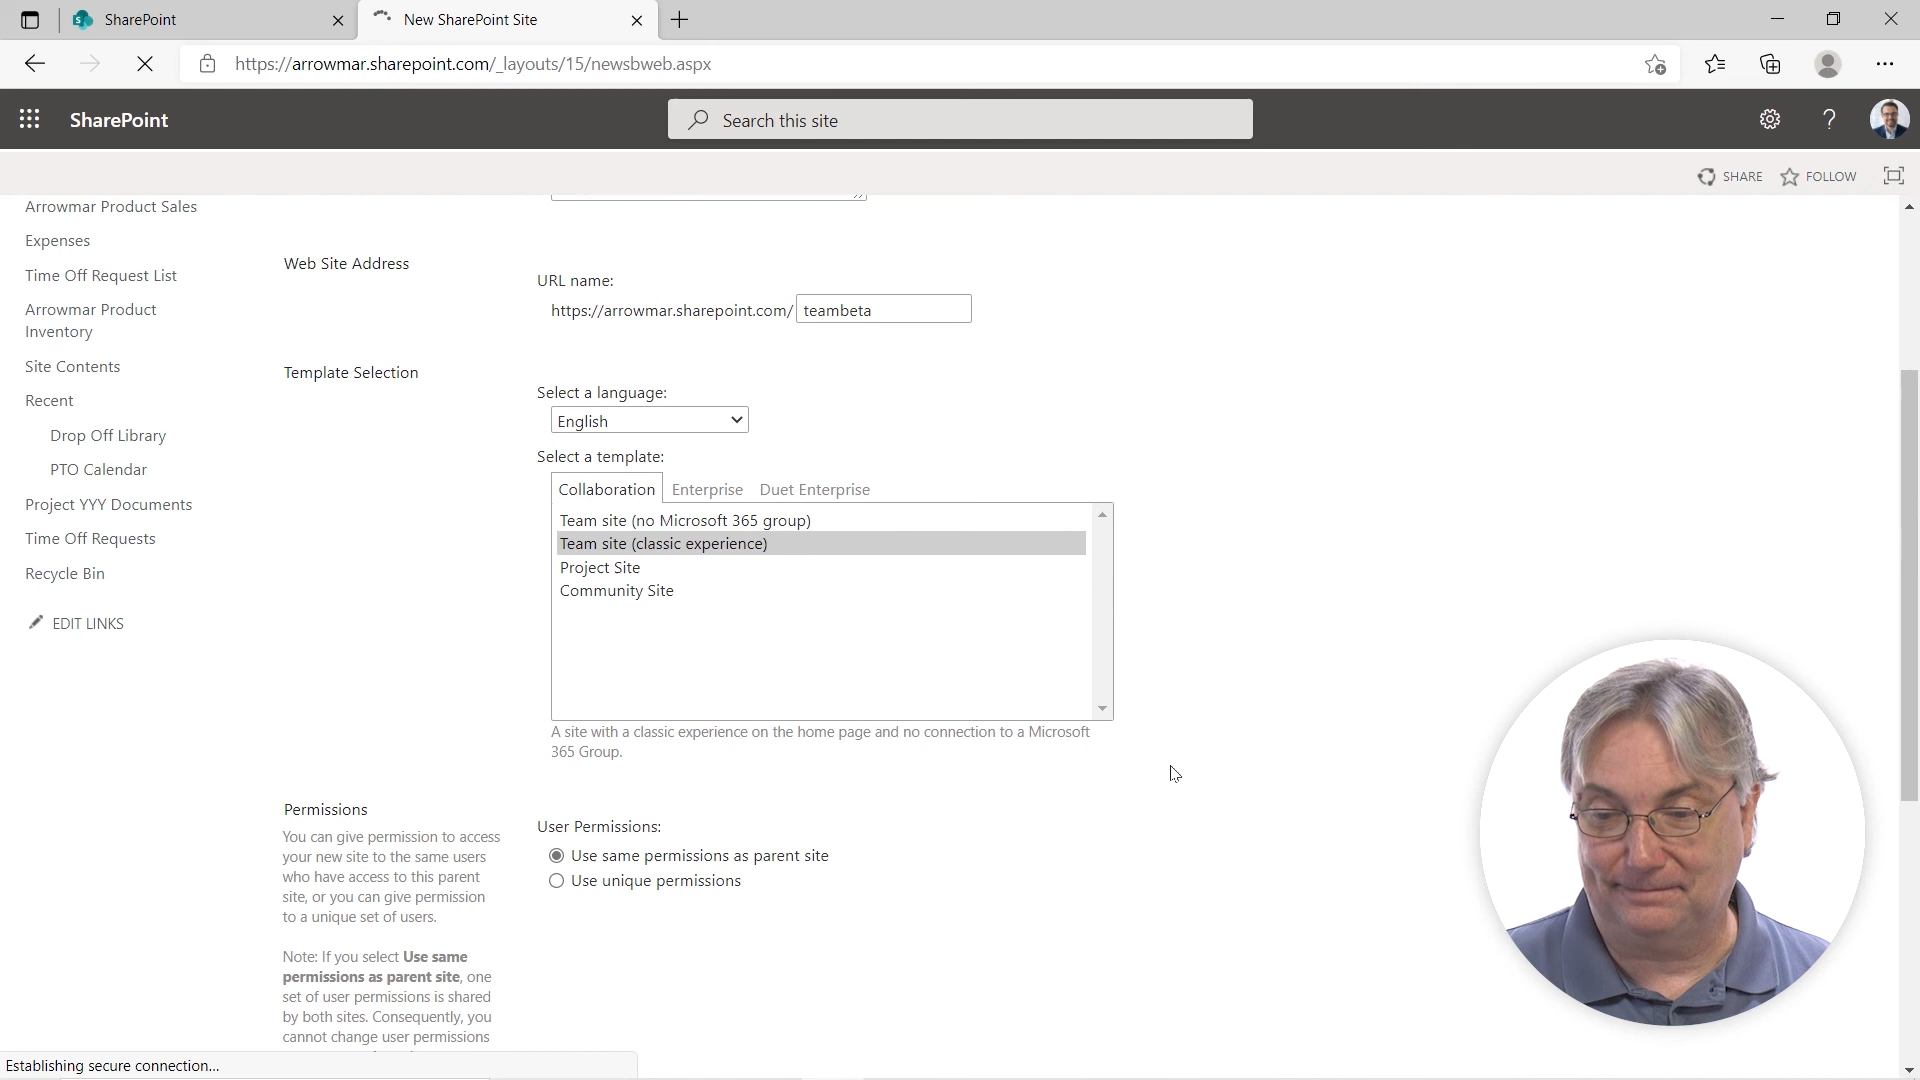 SharePoint
New SharePoint Site
https://arrowmar.sharepoint.com/_layouts/15/newsbweb.aspx
SharePoint
Search this site
SHARE
FOLLOW
Arrowmar Product Sales
Expenses
Time Off Request List
Arrowmar Product
Inventory
Site Contents
Recent
Drop Off Library
PTO Calendar
Project YYY Documents
Time Off Requests
Recycle Bin
EDIT LINKS
Web Site Address
URL name:
https://arrowmar.sharepoint.com/ teambeta
Template Selection
Select a language:
English
Select a template:
Collaboration Enterprise Duet Enterprise
Team site (no Microsoft 365 group)
Team site (classic experience)
Project Site
Community Site
A site with a classic experience on the home page and no connection to a Microsoft
365 Group.
Permissions
You can give permission to access
your new site to the same users
who have access to this parent
site, or you can give permission
to a unique set of users.
Note: If you select Use same
permissions as parent site, one
set of user permissions is shared
by both sites. Consequently, you
cannot change user permissions
User Permissions:
Use same permissions as parent site
Use unique permissions
Establishing secure connection...